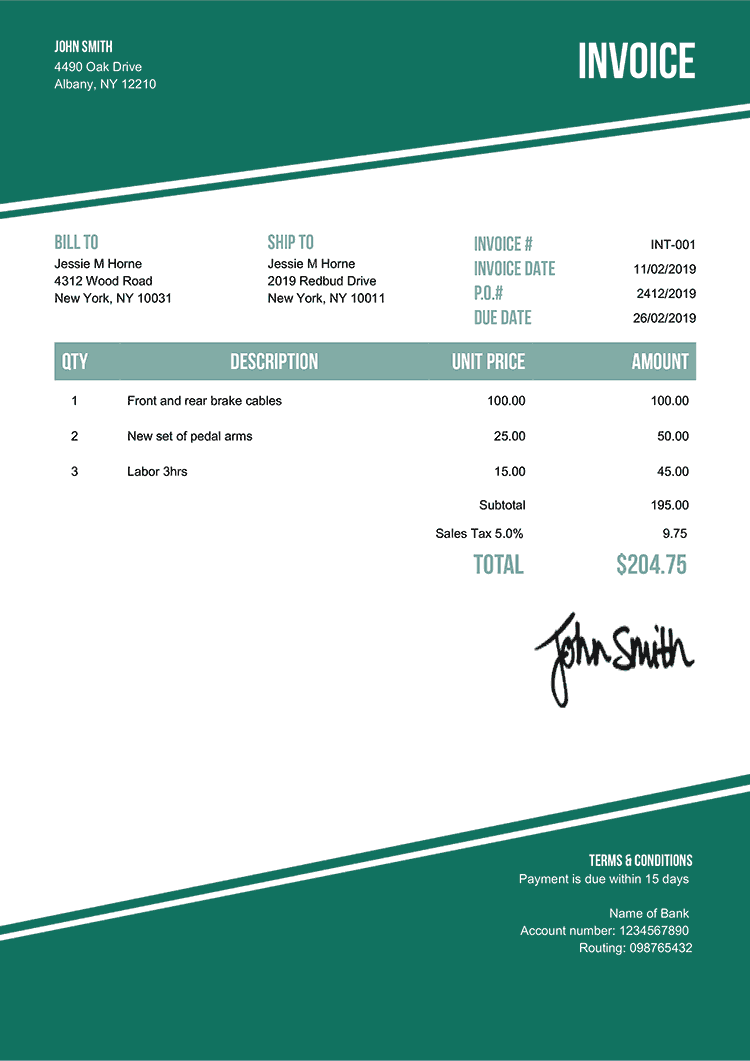 JOHN SMITH
4490 Oak Drive
Albany, NY 12210
INVOICE
BILL TO
Jessie M Horne
4312 Wood Road
New York, NY 10031
SHIP TO
Jessie M Horne
2019 Redbud Drive
New York, NY 10011
INVOICE # INT-001
INVOICE DATE 11/02/2019
P.O.# 2412/2019
DUE DATE 26/02/2019
QTY DESCRIPTION UNIT PRICE AMOUNT
1 Front and rear brake cables 100.00 100.00
2 New set of pedal arms 25.00 50.00
3 Labor 3hrs 15.00 45.00
Subtotal 195.00
Sales Tax 5.0% 9.75
TOTAL $204.75
John Smith
TERMS & CONDITIONS
Payment is due within 15 days
Name of Bank
Account number: 1234567890
Routing: 098765432